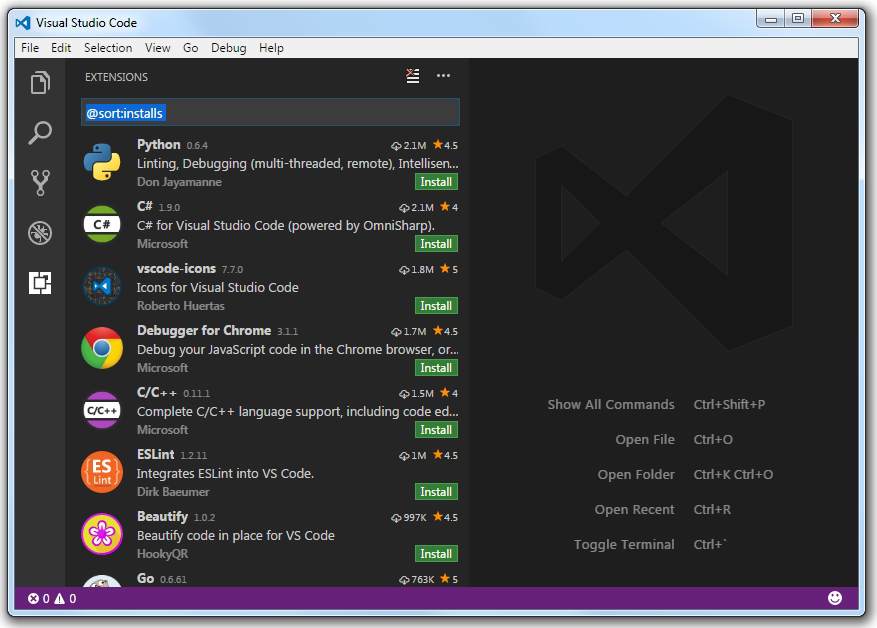 Visual Studio Code
File Edit Selection View Go Debug Help
EXTENSIONS
@sort:installs
Python 0.6.4 2.1M ★4.5
Linting, Debugging (multi-threaded, remote), Intellisen...
Don Jayamanne Install
C# C# 1.9.0 2.1M ★4
C# for Visual Studio Code (powered by OmniSharp).
Microsoft Install
vscode-icons 7.7.0 1.8M ★5
Icons for Visual Studio Code
Roberto Huertas Install
Debugger for Chrome 3.1.1 1.7M ★4.5
Debug your JavaScript code in the Chrome browser, or...
Microsoft Install
C/C++ C/C++ 0.11.1 1.5M ★4
Complete C/C++ language support, including code ed...
Microsoft Install
ES Lint ESLint 1.2.11 1M ★4.5
Integrates ESLint into VS Code.
Dirk Baeumer Install
Beautify 1.0.2 997K ★4.5
Beautify code in place for VS Code
HookyQR Install
Go 0.6.61 763K ★5
Show All Commands Ctrl+Shift+P
Open File Ctrl+O
Open Folder Ctrl+K Ctrl+O
Open Recent Ctrl+R
Toggle Terminal Ctrl+`
0 0